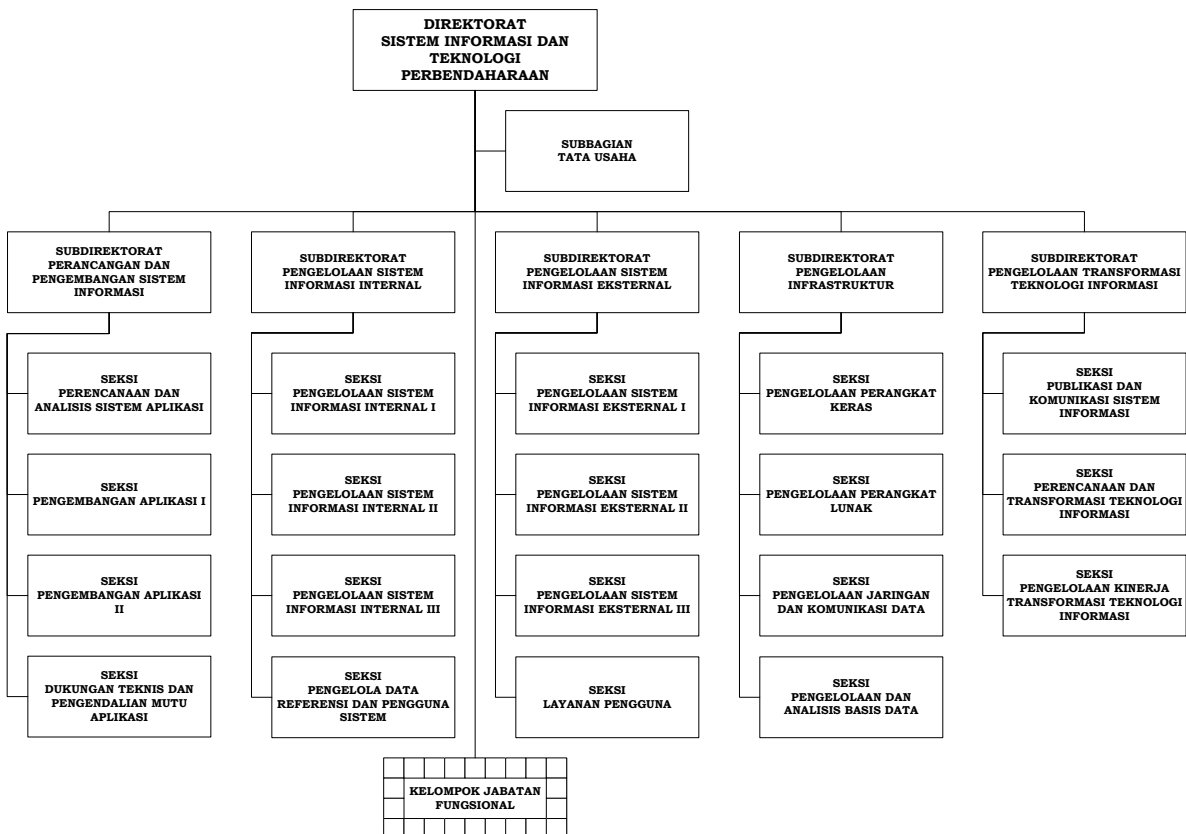 DIREKTORAT
SISTEM INFORMASI DAN
TEKNOLOGI
PERBENDAHARAAN
SUBBAGIAN
TATA USAHA
SUBDIREKTORAT
PERANCANGAN DAN
PENGEMBANGAN SISTEM
INFORMASI
SUBDIREKTORAT
PENGELOLAAN SISTEM
INFORMASI INTERNAL
SUBDIREKTORAT
PENGELOLAAN SISTEM
INFORMASI EKSTERNAL
SUBDIREKTORAT
PENGELOLAAN
INFRASTRUKTUR
SUBDIREKTORAT
PENGELOLAAN TRANSFORMASI
TEKNOLOGI INFORMASI
SEKSI
PERENCANAAN DAN
ANALISIS SISTEM APLIKASI
SEKSI
PENGELOLAAN SISTEM
INFORMASI INTERNAL I
SEKSI
PENGELOLAAN SISTEM
INFORMASI EKSTERNAL I
SEKSI
PENGELOLAAN PERANGKAT
KERAS
SEKSI
PUBLIKASI DAN
KOMUNIKASI SISTEM
INFORMASI
SEKSI
PENGEMBANGAN APLIKASI I
SEKSI
PENGELOLAAN SISTEM
INFORMASI INTERNAL II
SEKSI
PENGELOLAAN SISTEM
INFORMASI EKSTERNAL II
SEKSI
PENGELOLAAN PERANGKAT
LUNAK
SEKSI
PERENCANAAN DAN
TRANSFORMASI TEKNOLOGI
INFORMASI
SEKSI
PENGEMBANGAN APLIKASI
II
SEKSI
PENGELOLAAN SISTEM
INFORMASI INTERNAL III
SEKSI
PENGELOLAAN SISTEM
INFORMASI EKSTERNAL III
SEKSI
PENGELOLAAN JARINGAN
DAN KOMUNIKASI DATA
SEKSI
PENGELOLAAN KINERJA
TRANSFORMASI TEKNOLOGI
INFORMASI
SEKSI
DUKUNGAN TEKNIS DAN
PENGENDALIAN MUTU
APLIKASI
SEKSI
PENGELOLA DATA
REFERENSI DAN PENGGUNA
SISTEM
SEKSI
LAYANAN PENGGUNA
SEKSI
PENGELOLAAN DAN
ANALISIS BASIS DATA
KELOMPOK JABATAN
FUNGSIONAL